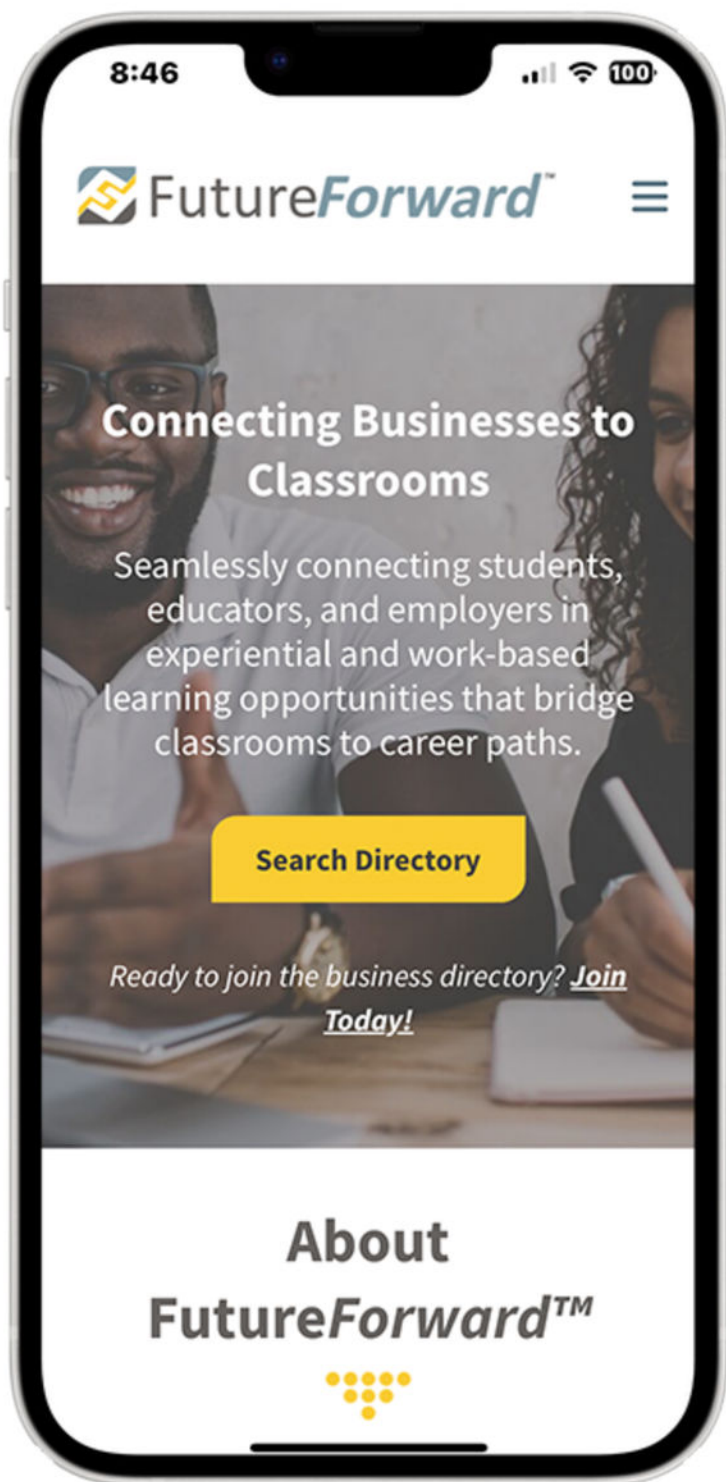 8:46
100
FutureForward™
Connecting Businesses to
Classrooms
Seamlessly connecting students,
educators, and employers in
experiential and work-based
learning opportunities that bridge
classrooms to career paths.
Search Directory
Ready to join the business directory? Join
Today!
About
FutureForward™